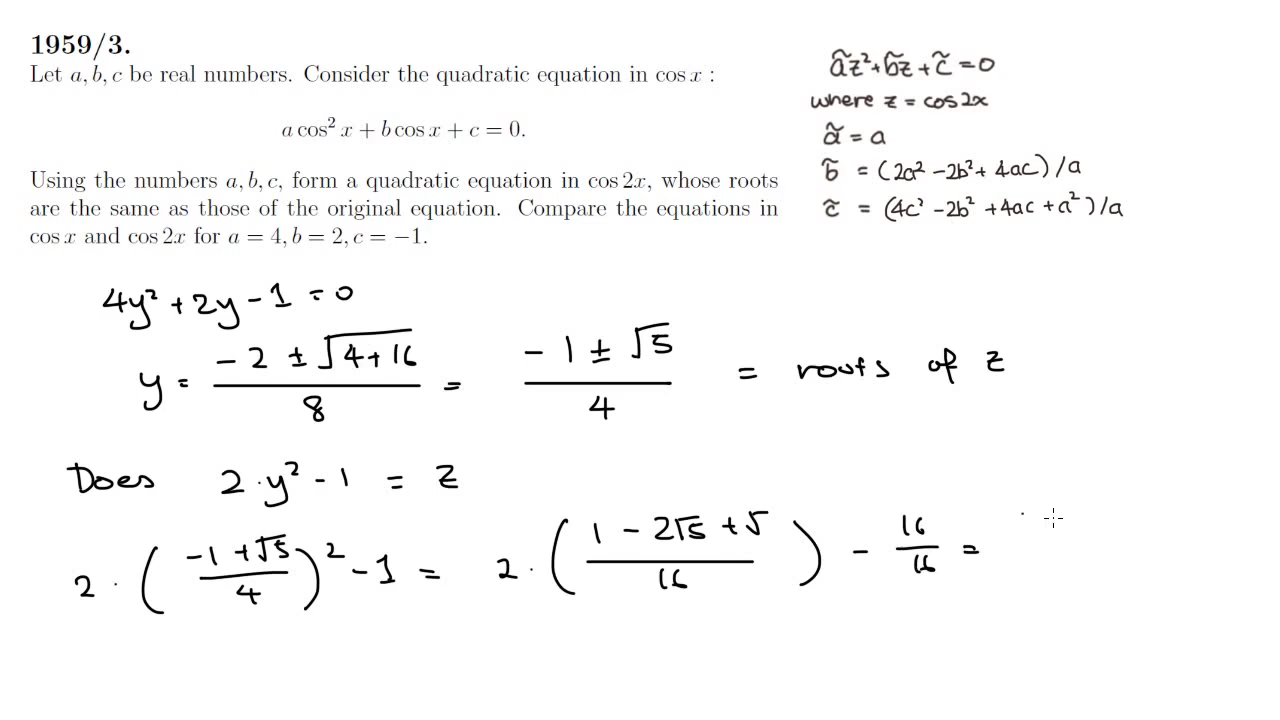 1959/3.
Let a, b, c be real numbers. Consider the quadratic equation in cos x :
a cos² x + b cos x + c = 0.
Using the numbers a, b, c, form a quadratic equation in cos 2x, whose roots
are the same as those of the original equation. Compare the equations in
cos x and cos 2x for a = 4, b = 2, c = −1.
ãz² + b̃z + c̃ = 0
where z = cos2x
ã = a
b̃ = (2a² - 2b² + 4ac)/a
c̃ = (4c² - 2b² + 4ac + a²)/a
4y² + 2y - 1 = 0
y = (-2 ± √(4+16))/8 = (-1 ± √5)/4 = roots of z
Does 2·y² - 1 = z
2·((-1+√5)/4)² - 1 = 2·((1 - 2√5 + 5)/16) - 16/16 =